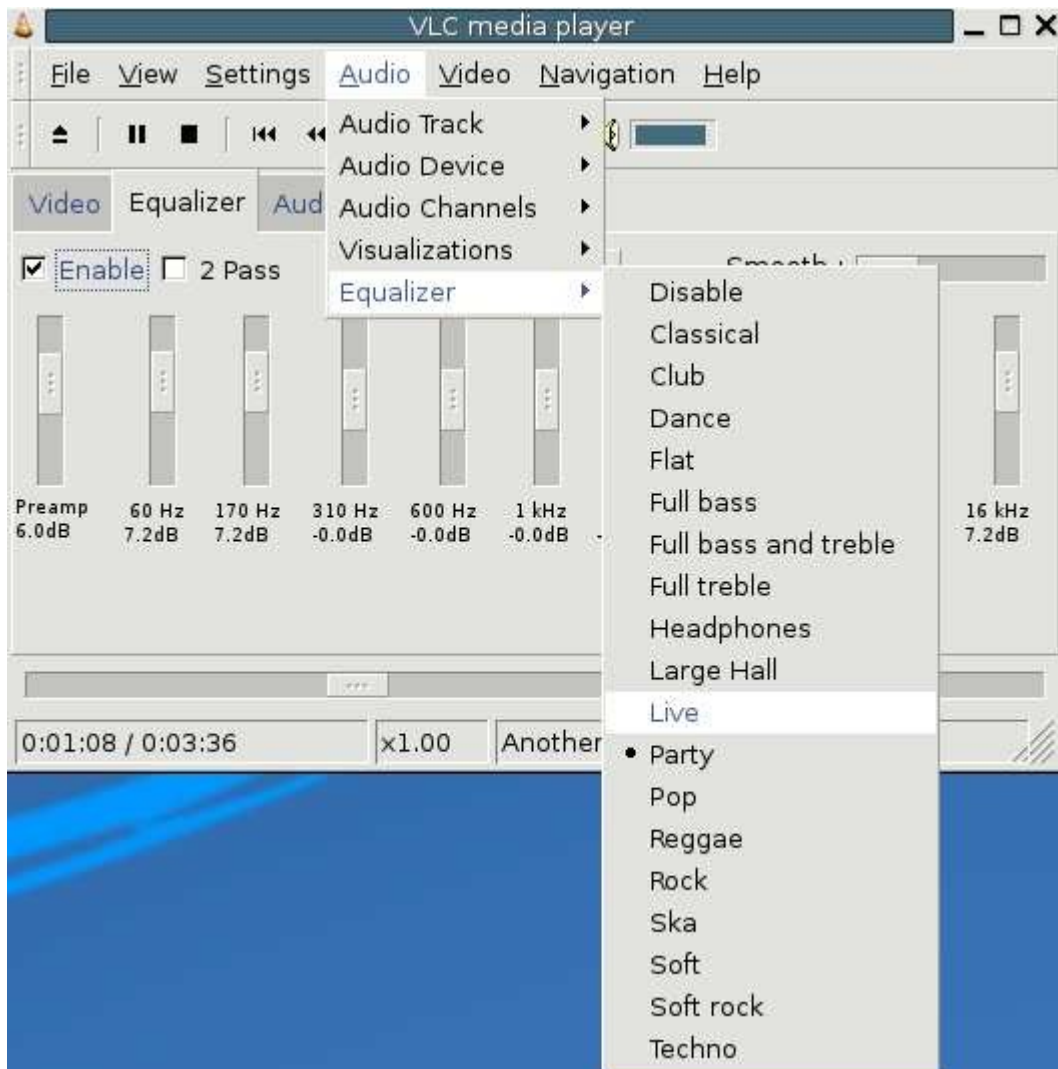 VLC media player
File View Settings Audio Video Navigation Help
Audio Track
Audio Device
Audio Channels
Visualizations
Equalizer
Video Equalizer Aud
Enable 2 Pass
Preamp 60 Hz 170 Hz 310 Hz 600 Hz 1 kHz 16 kHz
6.0dB 7.2dB 7.2dB -0.0dB -0.0dB -0.0dB - 7.2dB
Disable
Classical
Club
Dance
Flat
Full bass
Full bass and treble
Full treble
Headphones
Large Hall
Live
Party
Pop
Reggae
Rock
Ska
Soft
Soft rock
Techno
0:01:08 / 0:03:36 x1.00 Another